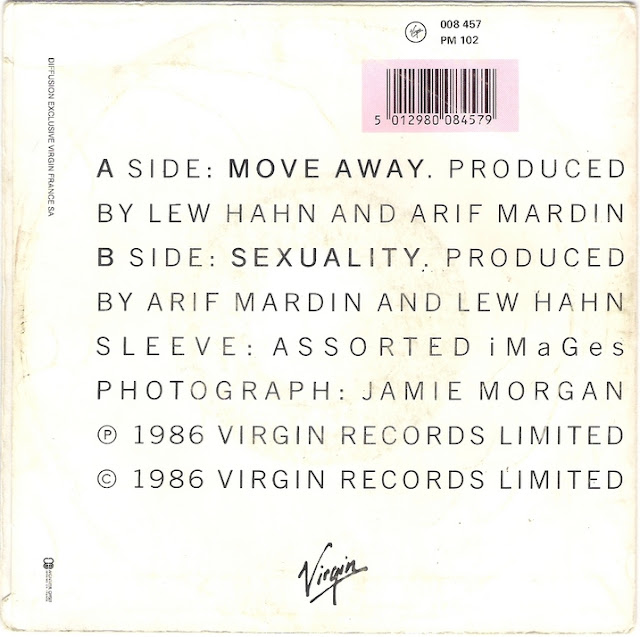 Virgin
008 457
PM 102
5 012980 084579
DIFFUSION EXCLUSIVE VIRGIN FRANCE SA
A SIDE: MOVE AWAY. PRODUCED
BY LEW HAHN AND ARIF MARDIN
B SIDE: SEXUALITY. PRODUCED
BY ARIF MARDIN AND LEW HAHN
SLEEVE: ASSORTED iMaGes
PHOTOGRAPH: JAMIE MORGAN
℗ 1986 VIRGIN RECORDS LIMITED
© 1986 VIRGIN RECORDS LIMITED
Virgin